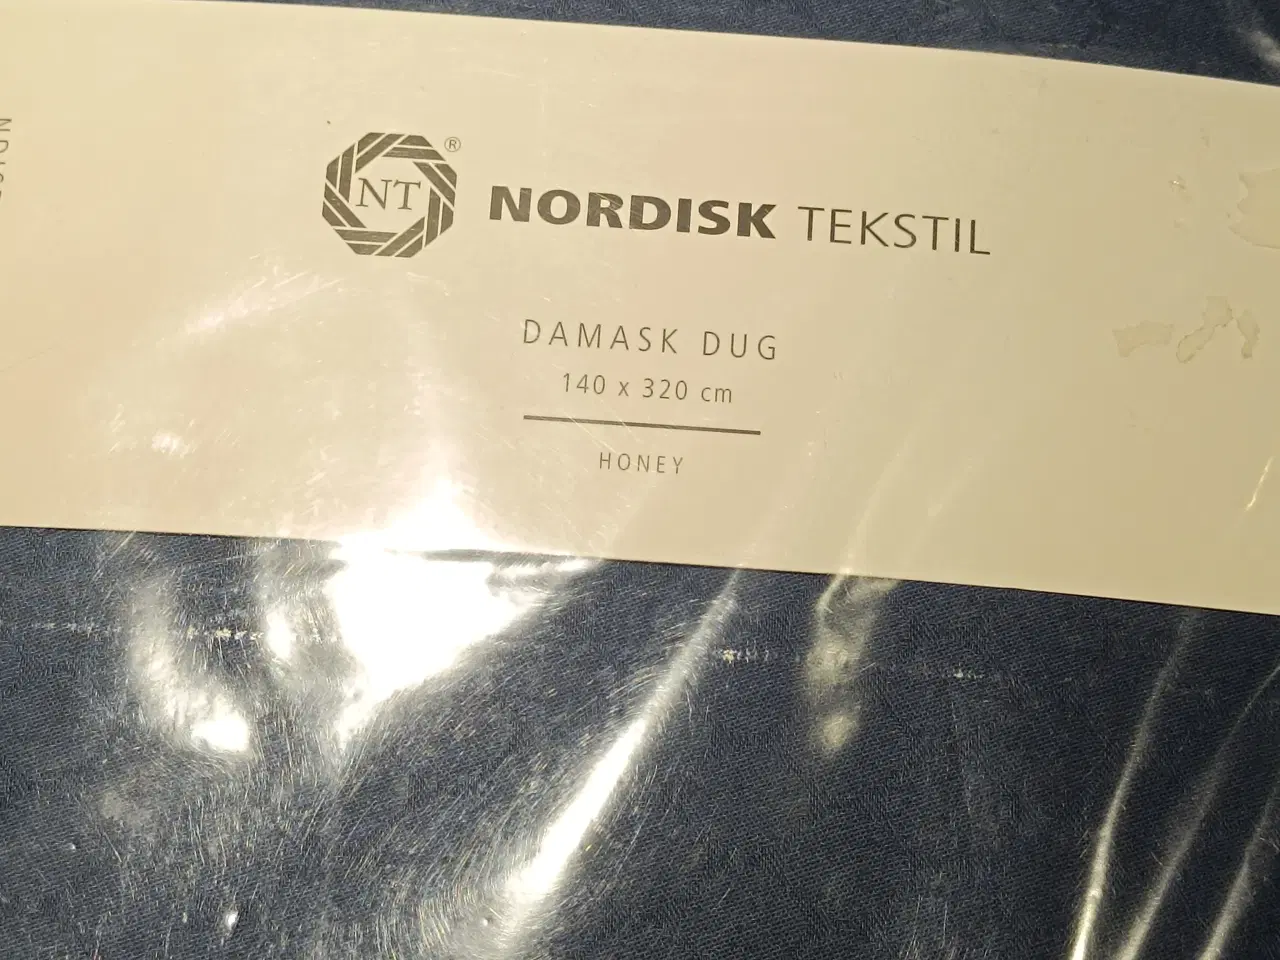 NT®
NORDISK TEKSTIL
DAMASK DUG
140 x 320 cm
HONEY